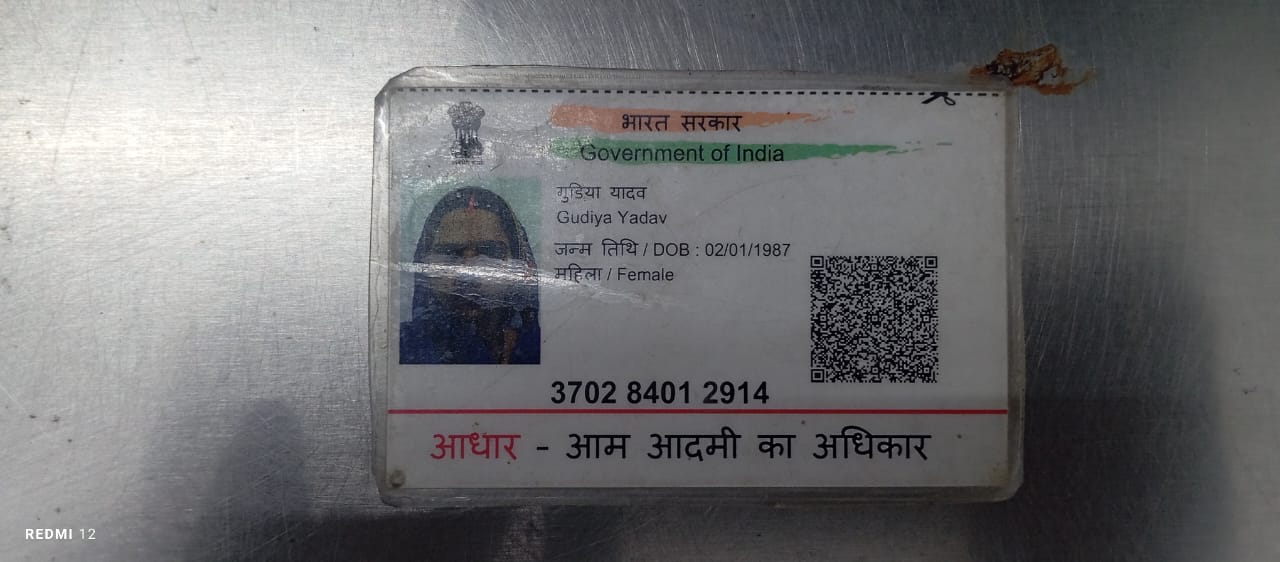 भारत सरकार
Government of India
गुडिया यादव
Gudiya Yadav
जन्म तिथि / DOB : 02/01/1987
महिला / Female
3702 8401 2914
आधार - आम आदमी का अधिकार
REDMI 12